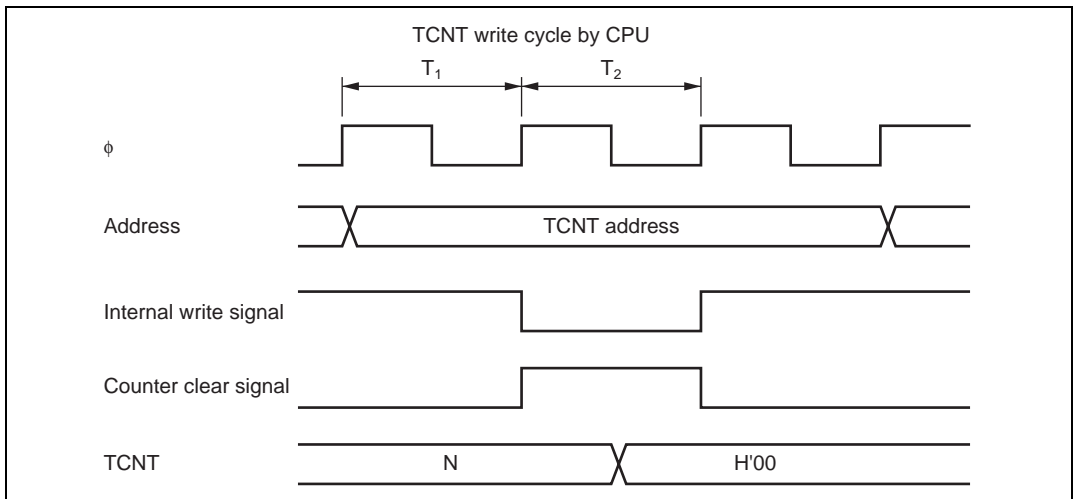 TCNT write cycle by CPU
T1 T2
ϕ
Address TCNT address
Internal write signal
Counter clear signal
TCNT N H'00